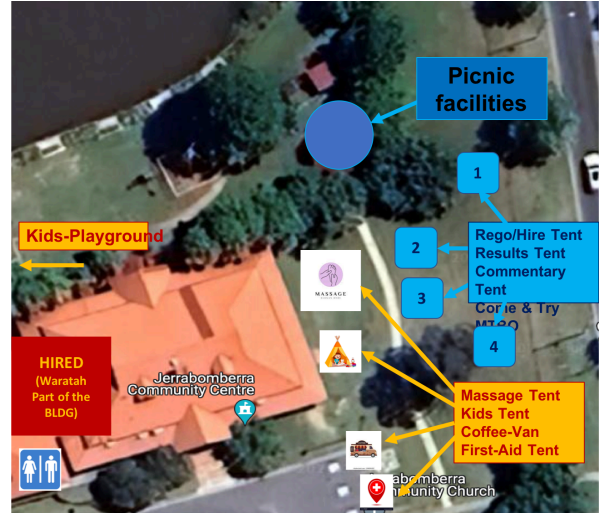 Picnic
facilities
1
Kids-Playground
2
Rego/Hire Tent
Results Tent
Commentary
Tent
Come & Try
MTBO
3
4
MASSAGE
HIRED
(Waratah
Part of the
BLDG)
Jerrabomberra
Community Centre
Massage Tent
Kids Tent
Coffee-Van
First-Aid Tent
abomberra
munity Church